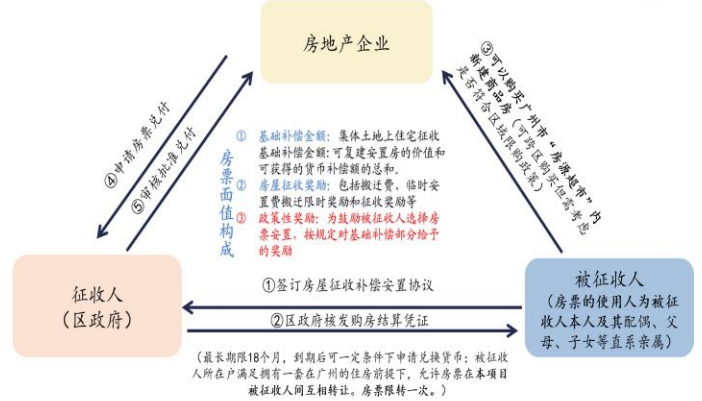 房地产企业
③可以购买广州市“房源超市”内
新建商品房（可跨区购买但需考虑
是否符合区域限购政策）
④申请房票兑付
⑤审核批准兑付
房票面值构成
① 基础补偿金额：集体土地上住宅征收
基础补偿金额：可复建安置房的价值和
可获得的货币补偿额的总和。
② 房屋征收奖励：包括搬迁费、临时安
置费搬迁限时奖励和征收奖励等
③ 政策性奖励：为鼓励被征收人选择房
票安置，按规定对基础补偿部分给予
的奖励
征收人
（区政府）
①签订房屋征收补偿安置协议
②区政府核发购房结算凭证
被征收人
（房票的使用人为被征
收人本人及其配偶、父
母、子女等直系亲属）
（最长期限18个月，到期后可一定条件下申请兑换货币；被征收
人所在户满足拥有一套在广州的住房前提下，允许房票在本项目
被征收人间互相转让。房票限转一次。）